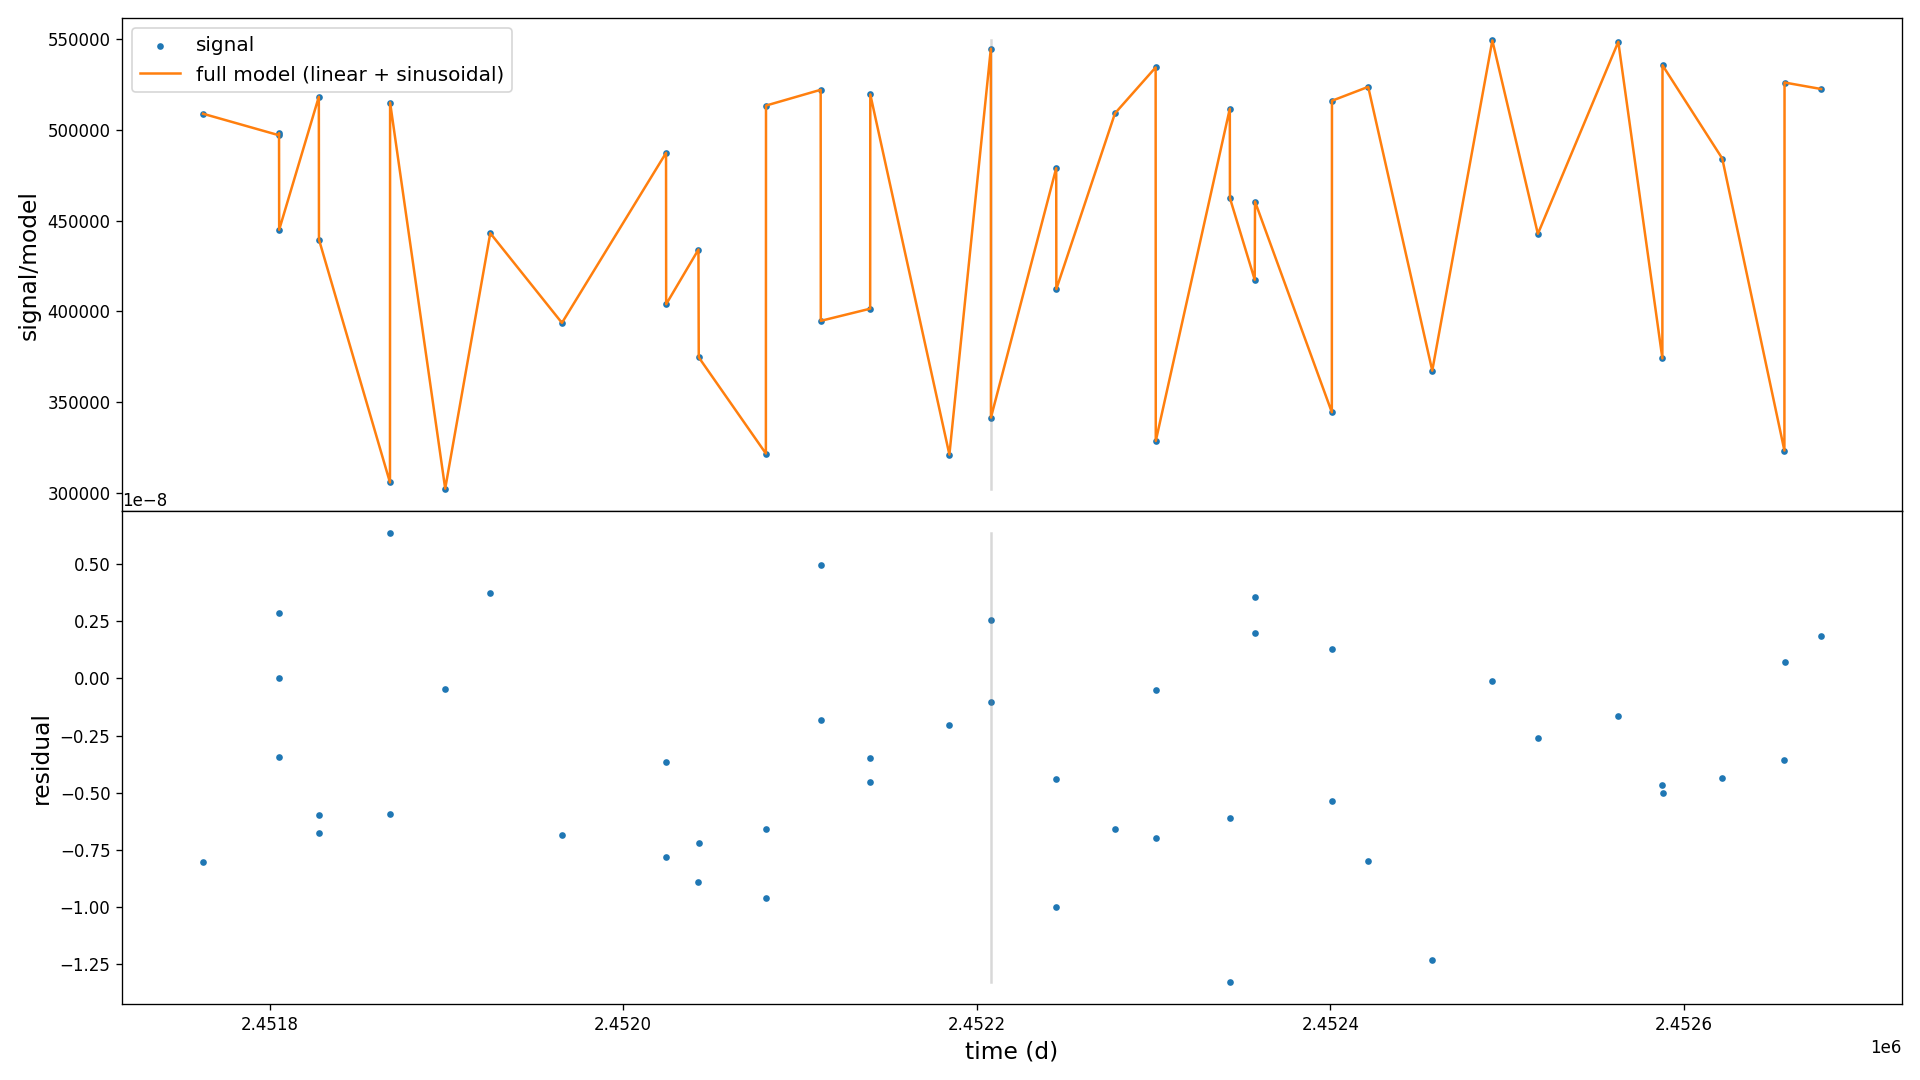 signal
full model (linear + sinusoidal)
550000
500000
450000
400000
350000
300000
signal/model
1e−8
0.50
0.25
0.00
−0.25
−0.50
−0.75
−1.00
−1.25
residual
2.4518
2.4520
2.4522
2.4524
2.4526
1e6
time (d)